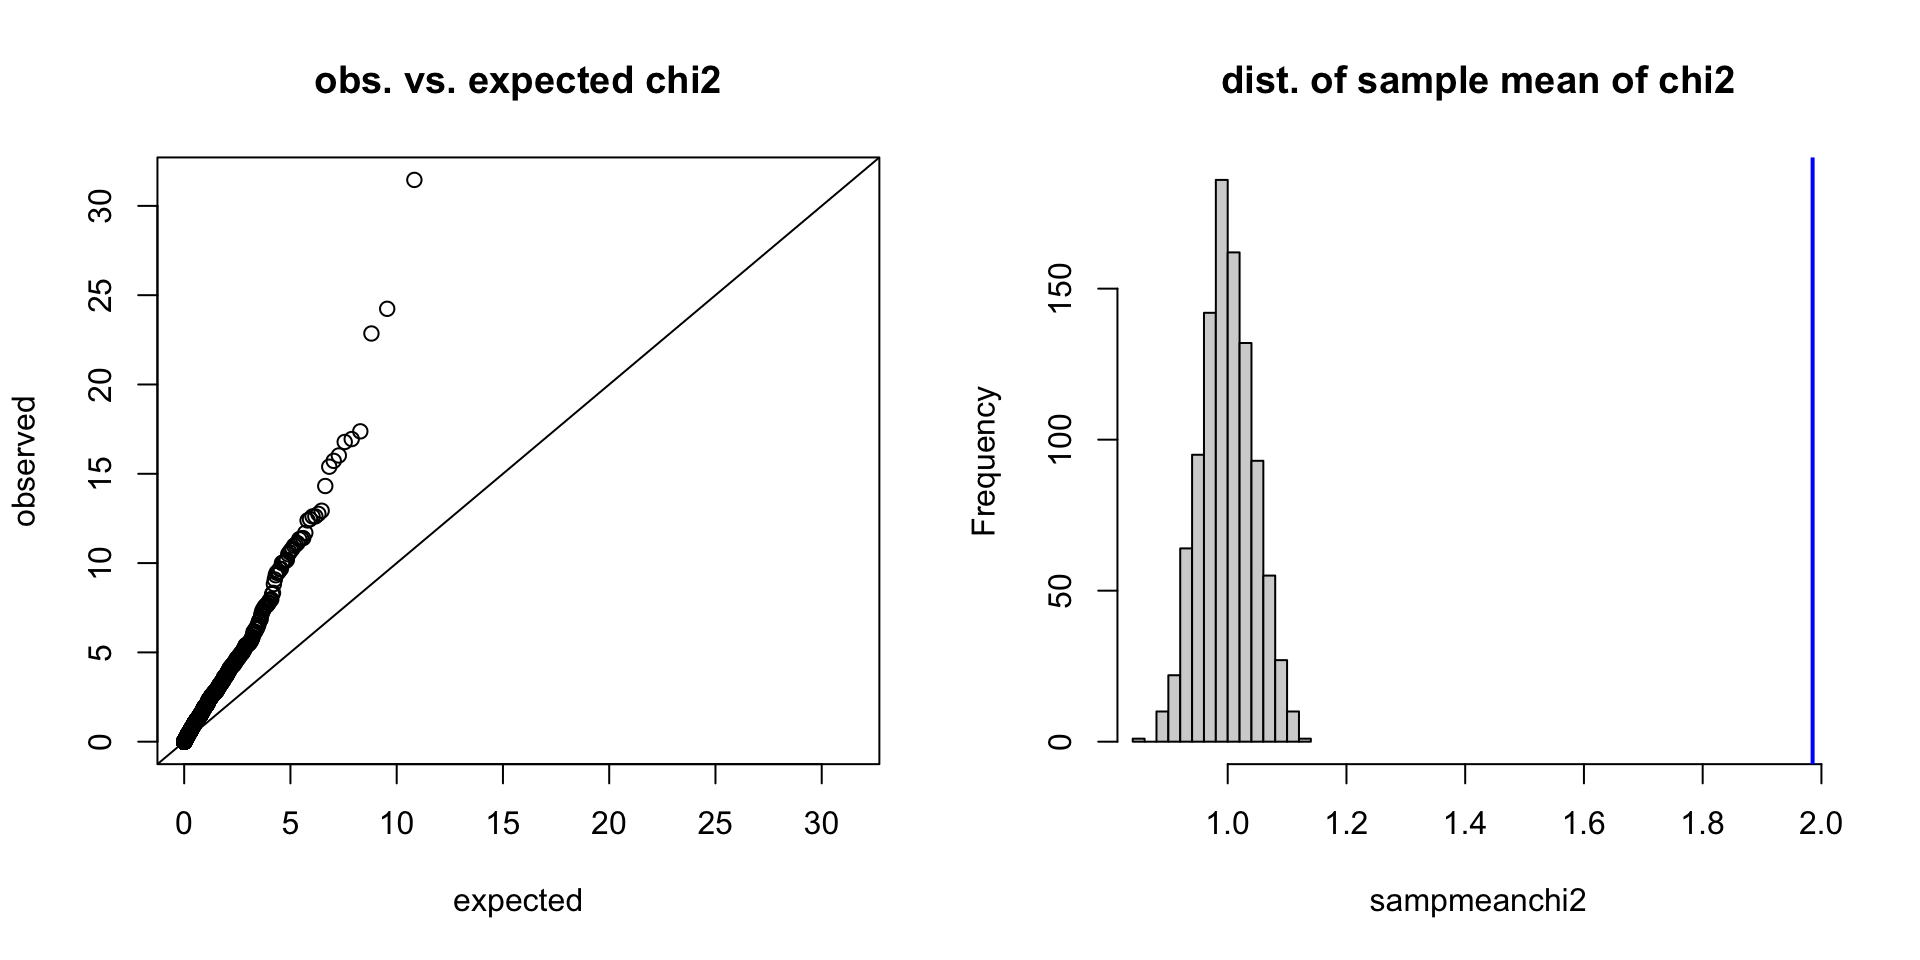 obs. vs. expected chi2
observed
0
5
10
15
20
25
30
0 5 10 15 20 25 30
expected
dist. of sample mean of chi2
Frequency
0
50
100
150
1.0 1.2 1.4 1.6 1.8 2.0
sampmeanchi2